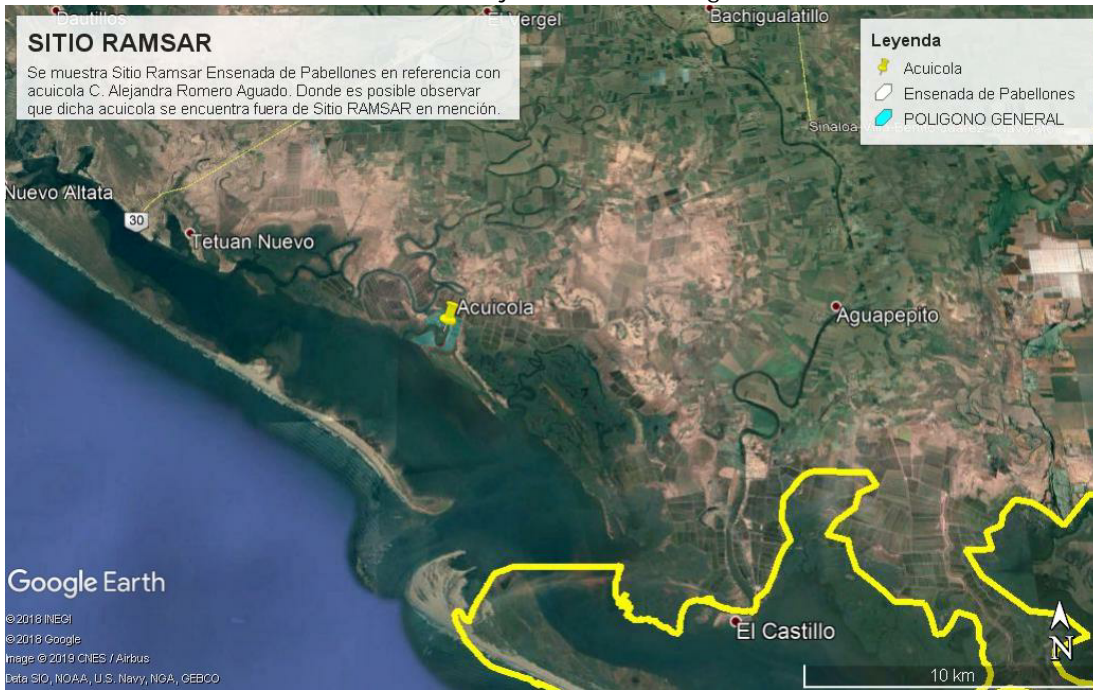 Dautillos
El Vergel
Bachigualatillo
SITIO RAMSAR
Se muestra Sitio Ramsar Ensenada de Pabellones en referencia con
acuicola C. Alejandra Romero Aguado. Donde es posible observar
que dicha acuicola se encuentra fuera de Sitio RAMSAR en mención.
Leyenda
Acuicola
Ensenada de Pabellones
POLIGONO GENERAL
Nuevo Altata
30
Tetuan Nuevo
Acuicola
Aguapepito
El Castillo
Google Earth
©2018 INEGI
©2018 Google
Image © 2019 CNES / Airbus
Data SIO, NOAA, U.S. Navy, NGA, GEBCO
N
10 km